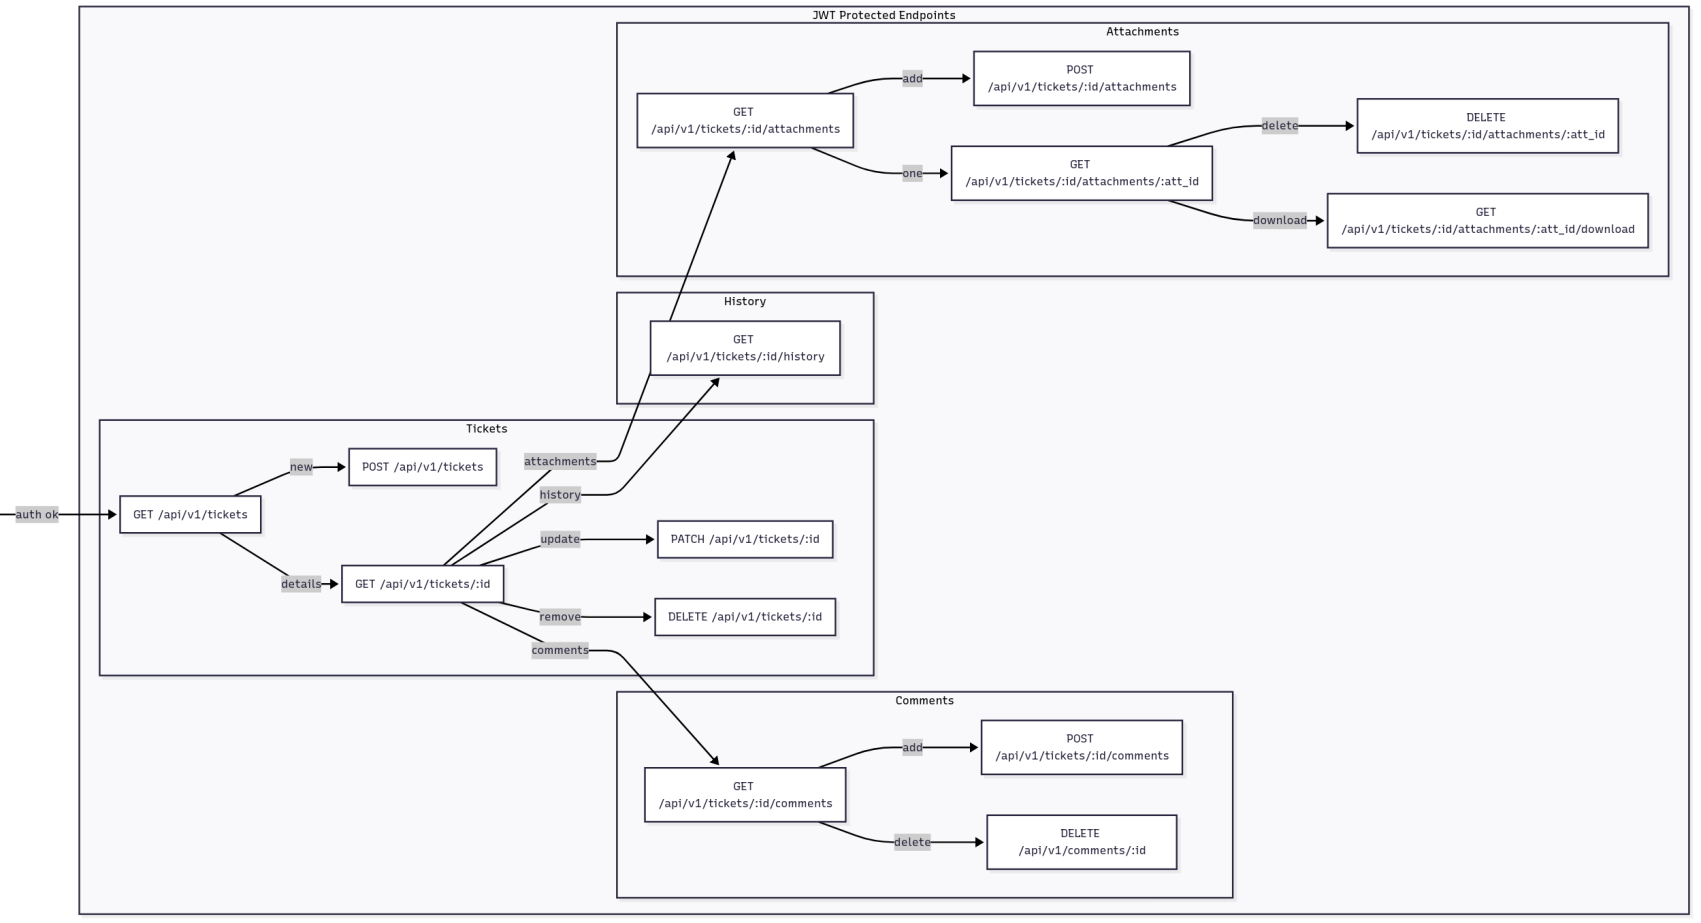 JWT Protected Endpoints
Attachments
POST
/api/v1/tickets/:id/attachments
add
GET
/api/v1/tickets/:id/attachments
DELETE
/api/v1/tickets/:id/attachments/:att_id
delete
one
GET
/api/v1/tickets/:id/attachments/:att_id
download
GET
/api/v1/tickets/:id/attachments/:att_id/download
History
GET
/api/v1/tickets/:id/history
Tickets
new
POST /api/v1/tickets
attachments
history
auth ok
GET /api/v1/tickets
update
PATCH /api/v1/tickets/:id
details
GET /api/v1/tickets/:id
remove
DELETE /api/v1/tickets/:id
comments
Comments
add
POST
/api/v1/tickets/:id/comments
GET
/api/v1/tickets/:id/comments
delete
DELETE
/api/v1/comments/:id